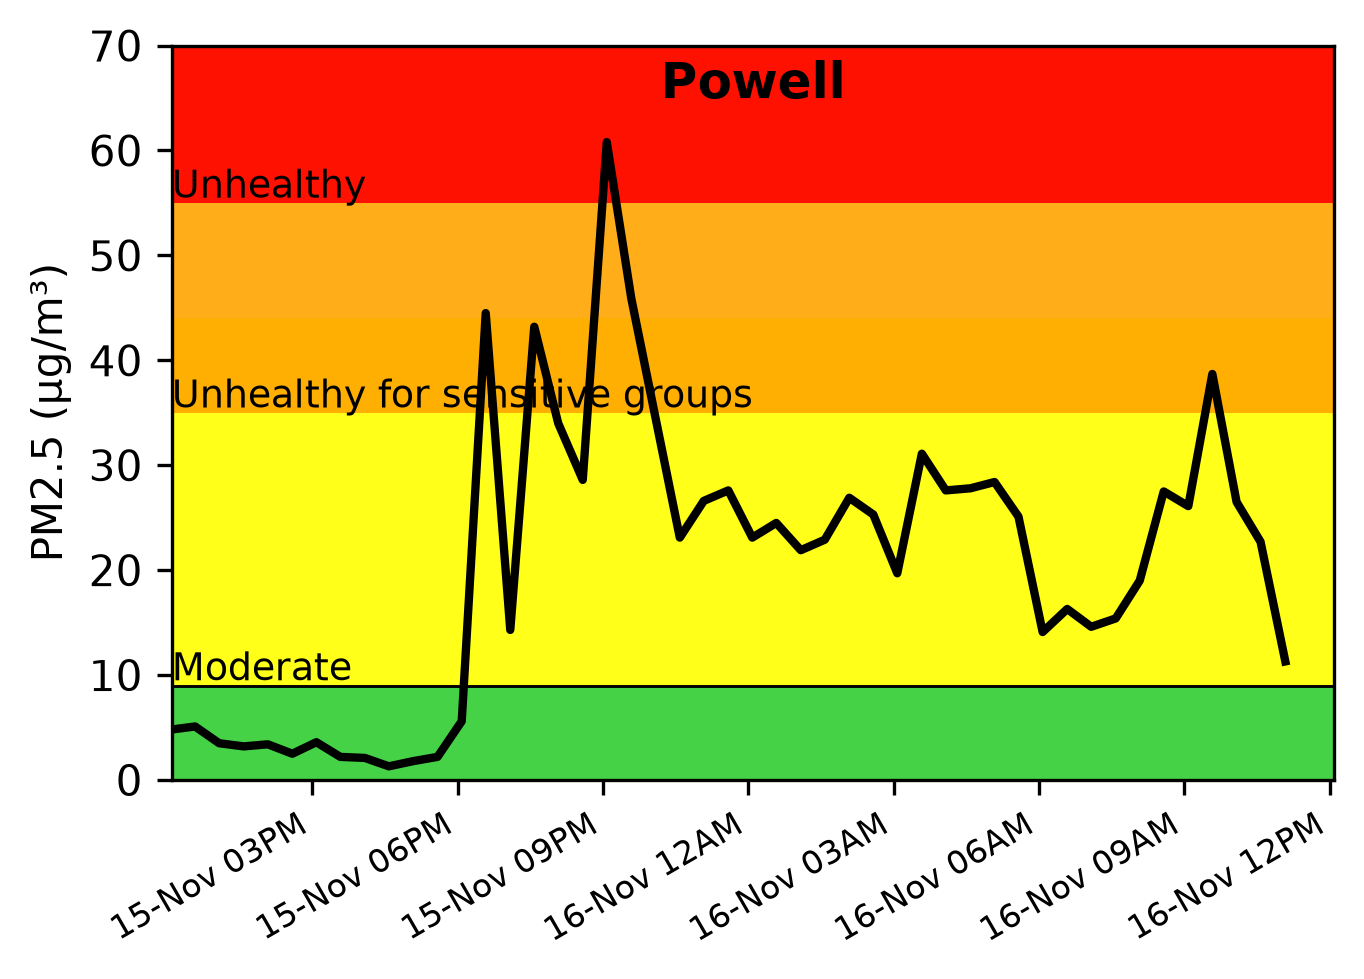 Powell
PM2.5 (µg/m³)
70
60
50
40
30
20
10
0
Unhealthy
Unhealthy for sensitive groups
Moderate
15-Nov 03PM
15-Nov 06PM
15-Nov 09PM
16-Nov 12AM
16-Nov 03AM
16-Nov 06AM
16-Nov 09AM
16-Nov 12PM